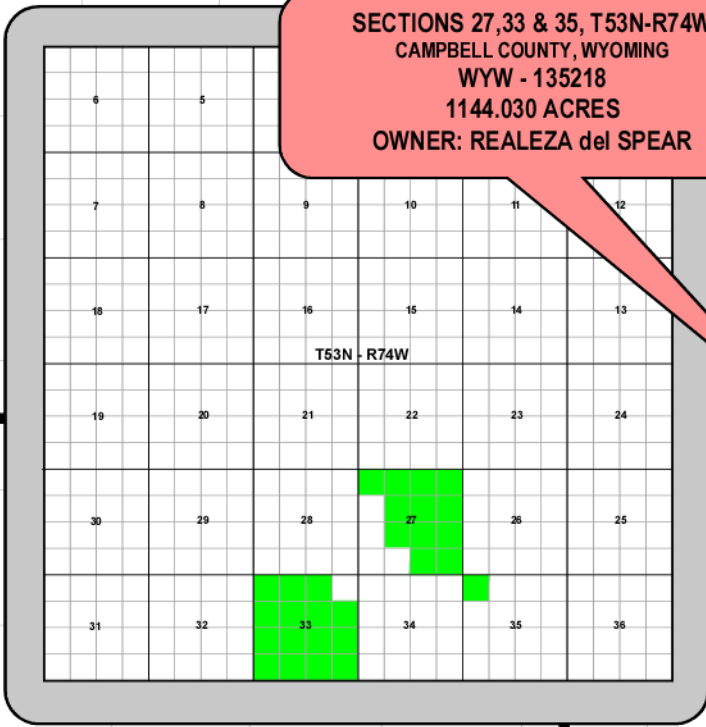 SECTIONS 27,33 & 35, T53N-R74W
CAMPBELL COUNTY, WYOMING
WYW - 135218
1144.030 ACRES
OWNER: REALEZA del SPEAR
6 5
7 8 9 10 11 12
18 17 16 15 14 13
T53N - R74W
19 20 21 22 23 24
30 29 28 27 26 25
31 32 33 34 35 36